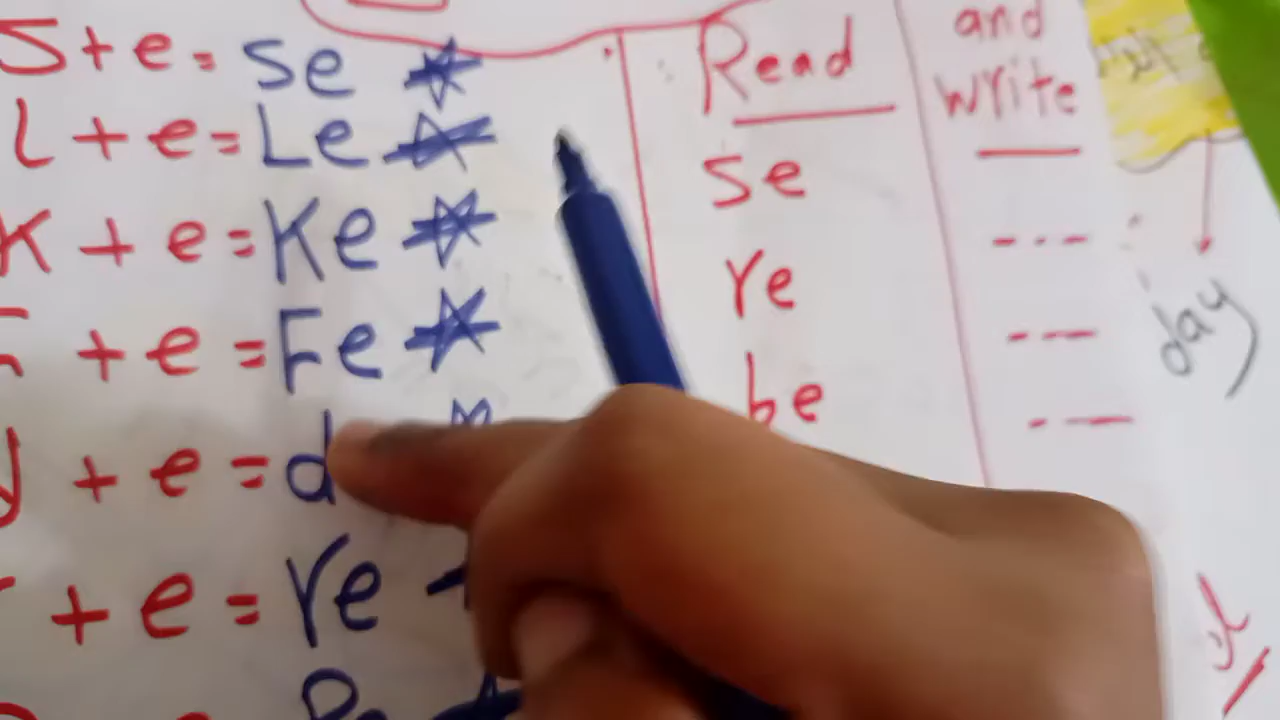 S + e = se
L + e = Le
K + e = Ke
F + e = Fe
+ e = d
+ e = re
e
Read
se
re
be
and
write
day